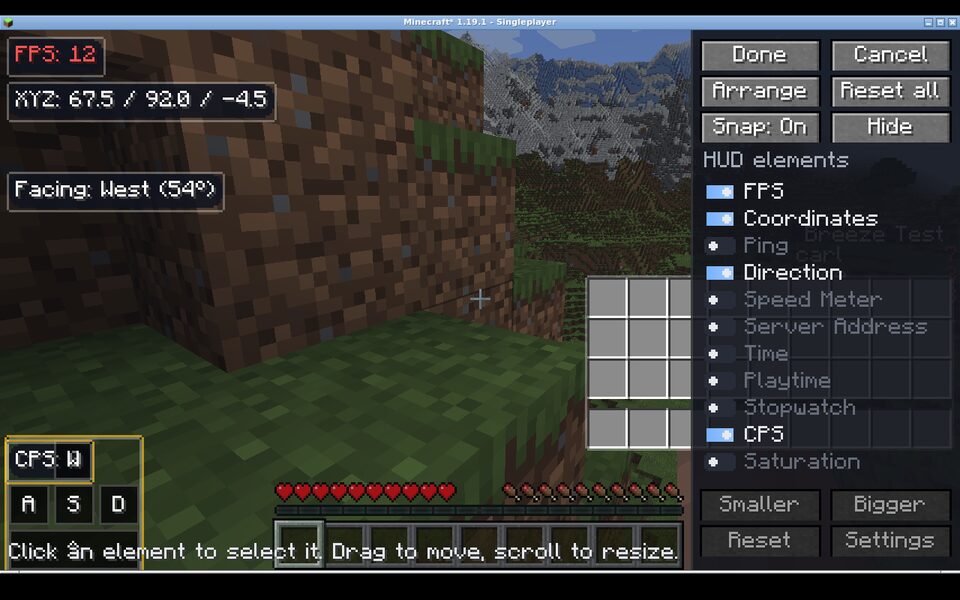 Minecraft* 1.19.1 - Singleplayer
FPS: 12
XYZ: 67.5 / 92.0 / -4.5
Facing: West (54°)
CPS: W
A S D
Click an element to select it. Drag to move, scroll to resize.
Done Cancel
Arrange Reset all
Snap: On Hide
HUD elements
FPS
Coordinates
Ping
Breeze Test
carl
Direction
Speed Meter
Server Address
Time
Playtime
Stopwatch
CPS
Saturation
Smaller Bigger
Reset Settings